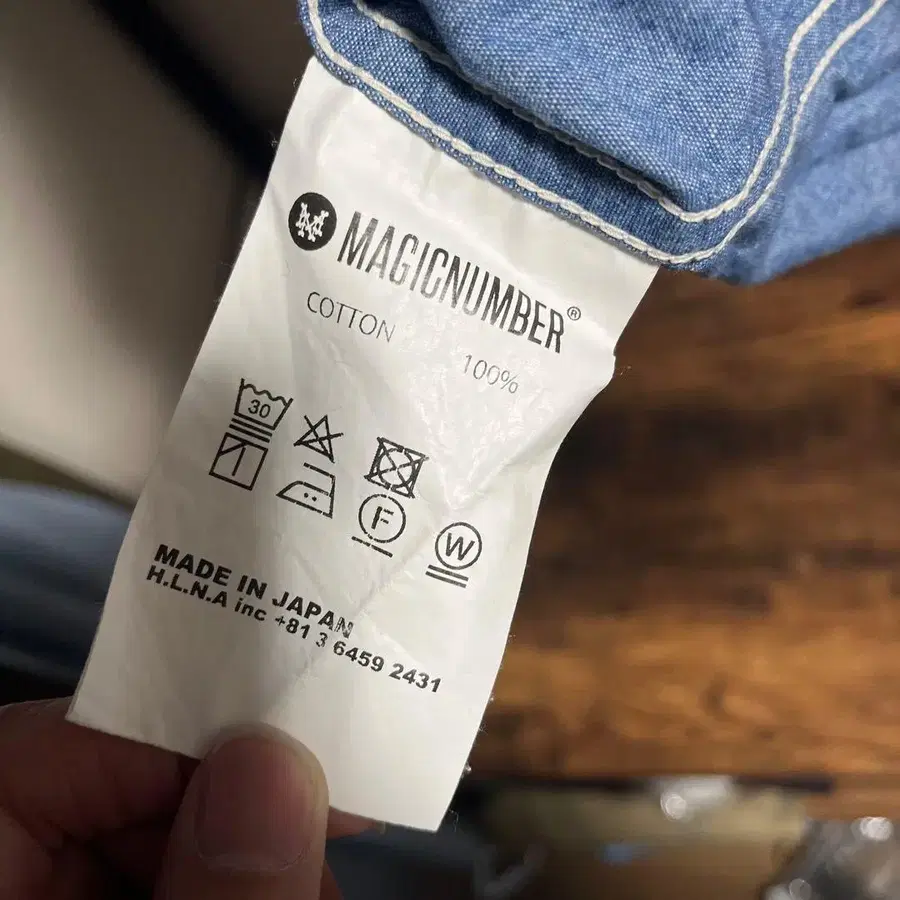 MAGICNUMBER®
COTTON 100%
30
F
W
MADE IN JAPAN
H.L.N.A inc +81 3 6459 2431